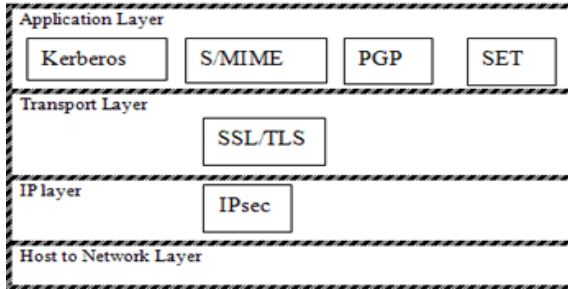 Application Layer
Kerberos S/MIME PGP SET
Transport Layer
SSL/TLS
IP layer
IPsec
Host to Network Layer